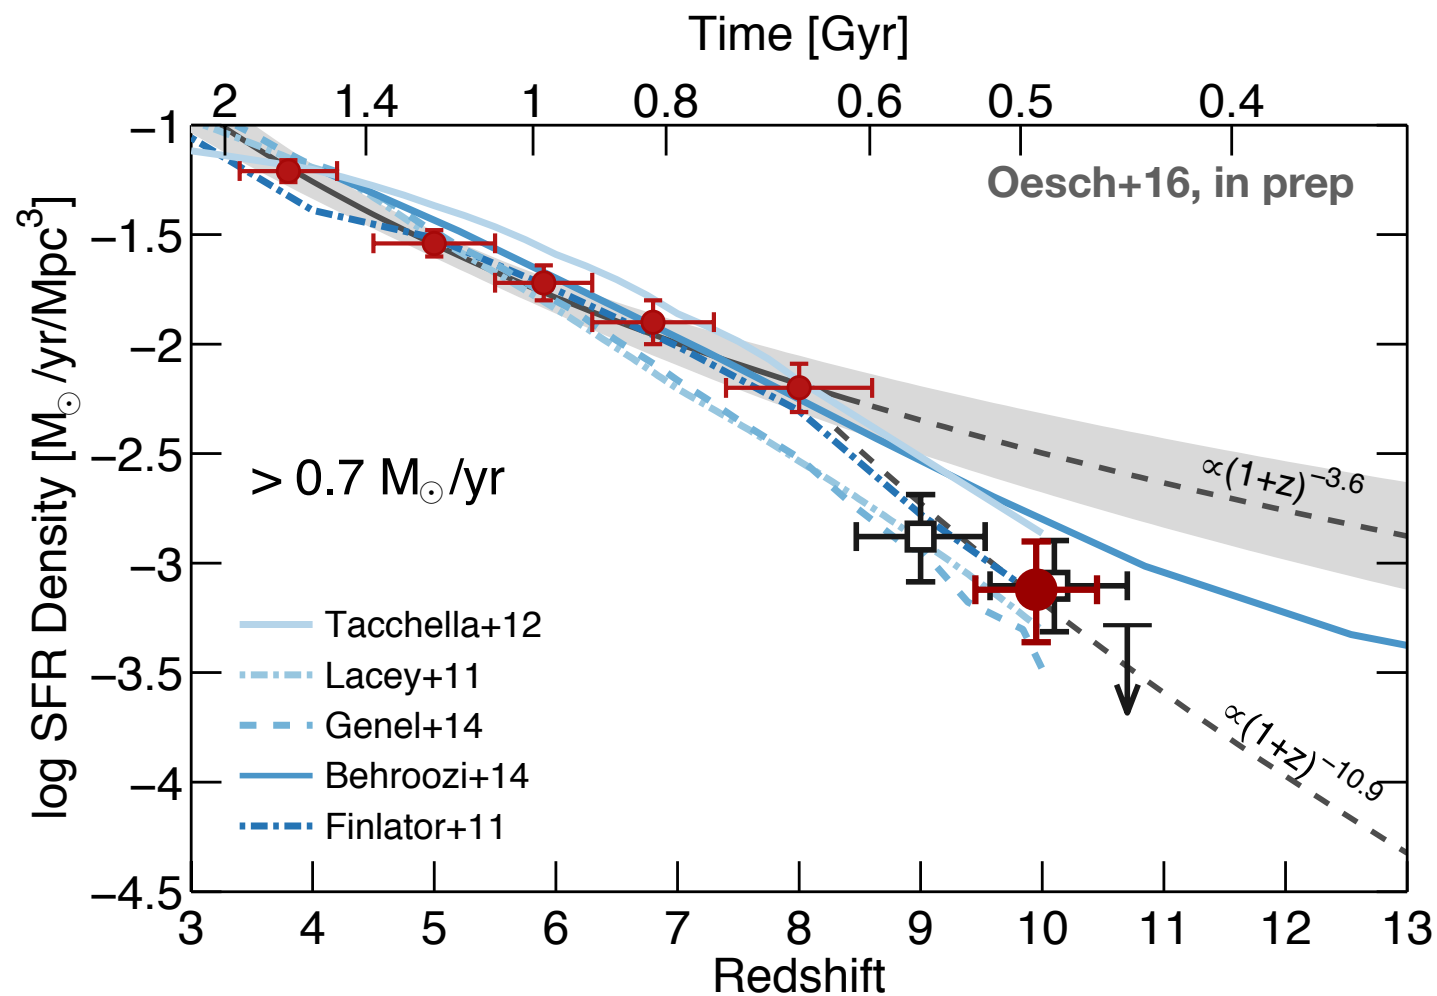 Time [Gyr]
2 1.4 1 0.8 0.6 0.5 0.4
−1
−1.5
−2
−2.5
−3
−3.5
−4
−4.5
log SFR Density [M☉/yr/Mpc³]
Oesch+16, in prep
> 0.7 M☉/yr
∝(1+z)^−3.6
∝(1+z)^−10.9
Tacchella+12
Lacey+11
Genel+14
Behroozi+14
Finlator+11
3 4 5 6 7 8 9 10 11 12 13
Redshift